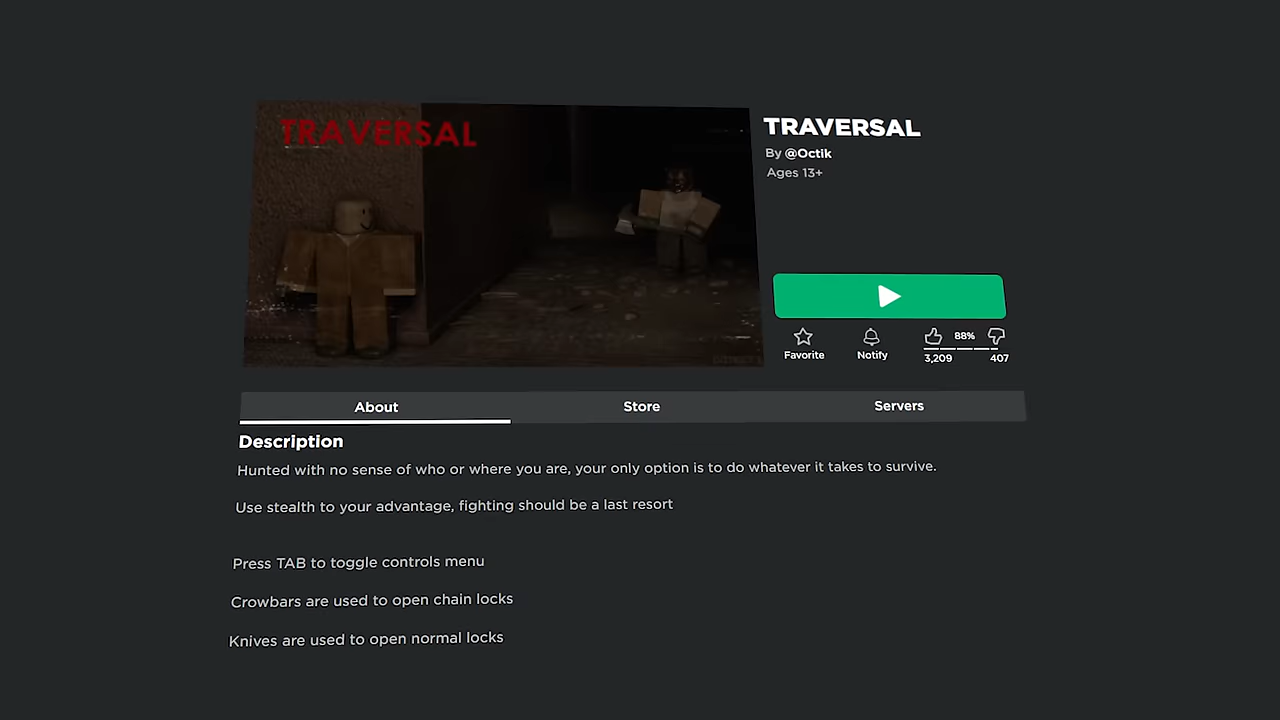 TRAVERSAL
TRAVERSAL
By @Octik
Ages 13+
Favorite
Notify
88%
3,209
407
About
Store
Servers
Description
Hunted with no sense of who or where you are, your only option is to do whatever it takes to survive.
Use stealth to your advantage, fighting should be a last resort
Press TAB to toggle controls menu
Crowbars are used to open chain locks
Knives are used to open normal locks